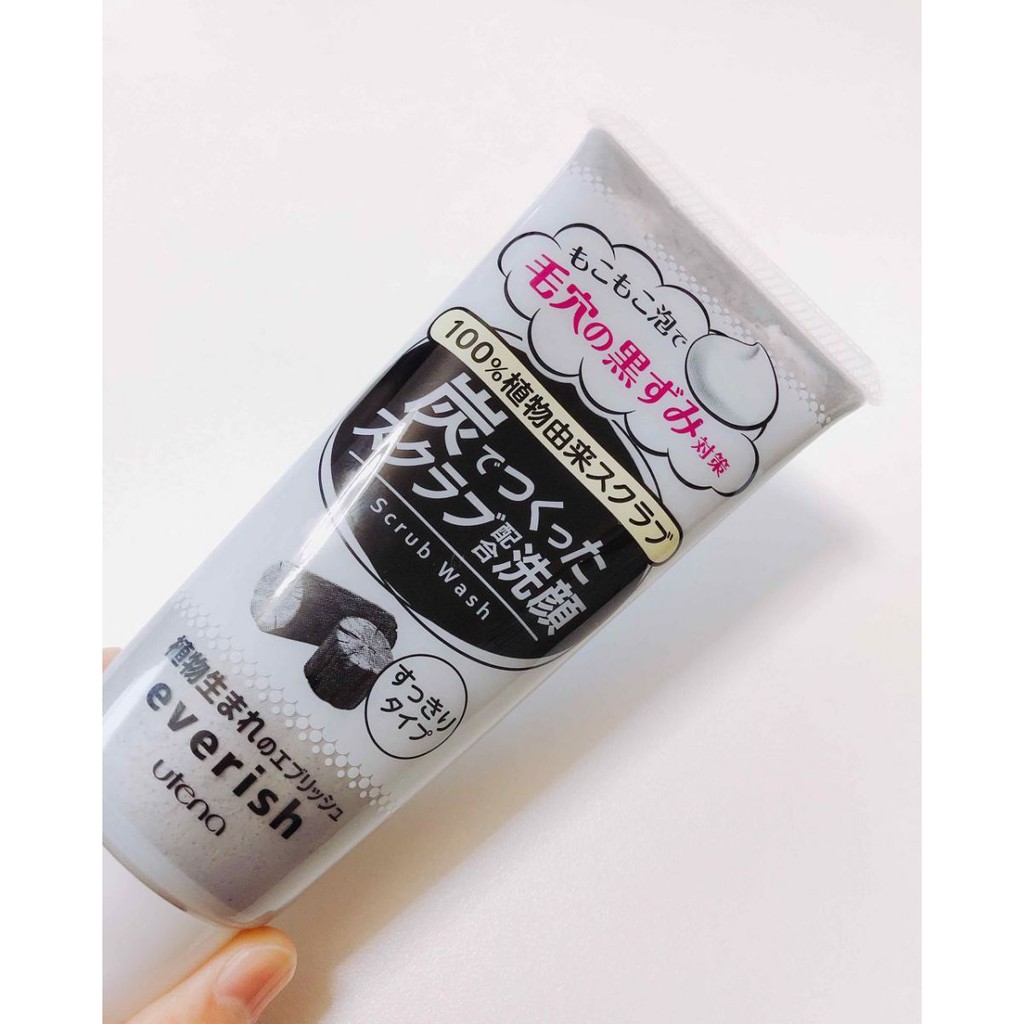 もこもこ泡で
毛穴の黒ずみ対策
100%植物由来スクラブ
炭でつくった
スクラブ配合洗顔
Scrub Wash
すっきり
タイプ
植物生まれのエブリッシュ
everish
utena